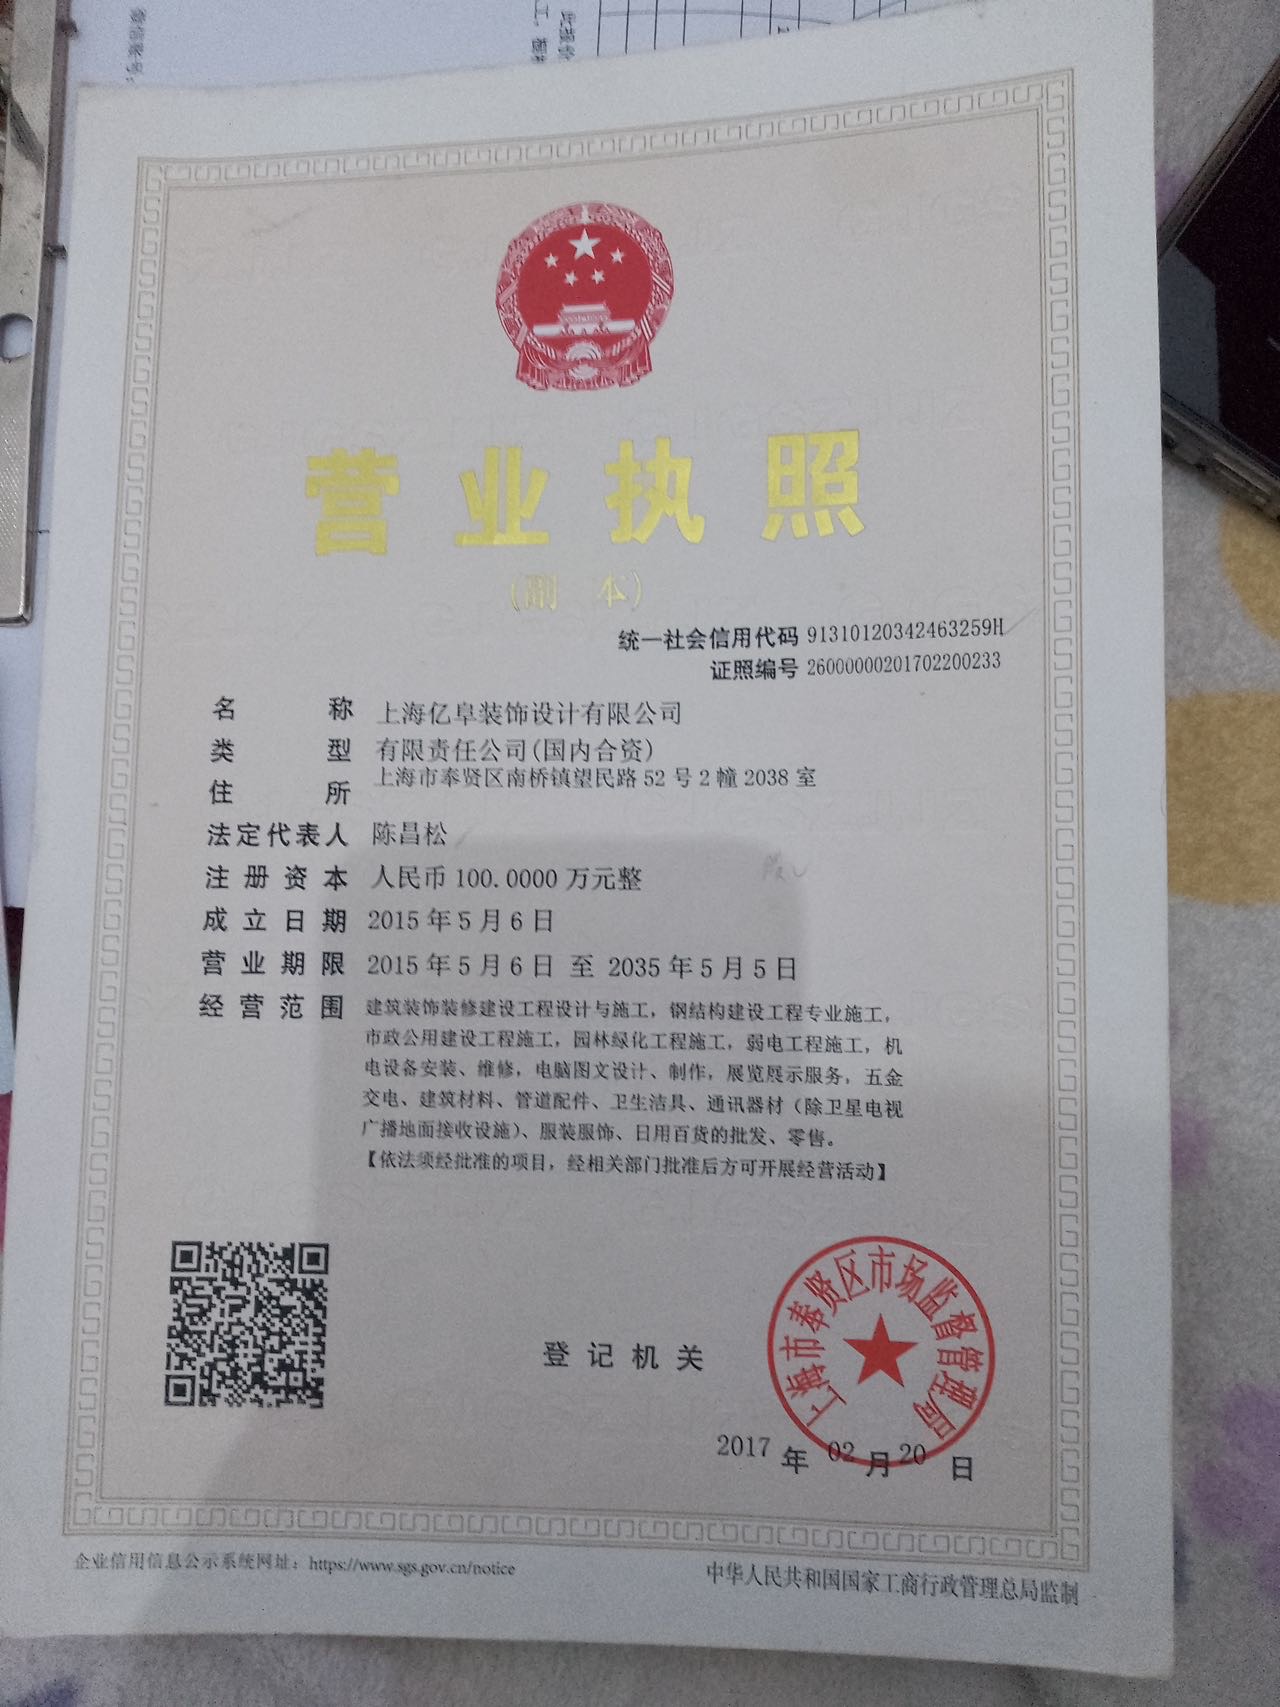 营业执照
(副 本)
统一社会信用代码 91310120342463259H
证照编号 26000000201702200233
名称 上海亿阜装饰设计有限公司
类型 有限责任公司(国内合资)
住所 上海市奉贤区南桥镇望民路52号2幢2038室
法定代表人 陈昌松
注册资本 人民币100.0000万元整
成立日期 2015年5月6日
营业期限 2015年5月6日 至 2035年5月5日
经营范围 建筑装饰装修建设工程设计与施工，钢结构建设工程专业施工，
市政公用建设工程施工，园林绿化工程施工，弱电工程施工，机
电设备安装、维修，电脑图文设计、制作，展览展示服务，五金
交电、建筑材料、管道配件、卫生洁具、通讯器材（除卫星电视
广播地面接收设施）、服装服饰、日用百货的批发、零售。
【依法须经批准的项目，经相关部门批准后方可开展经营活动】
登记机关
上海市奉贤区市场监督管理局
2017年02月20日
企业信用信息公示系统网址：https://www.sgs.gov.cn/notice
中华人民共和国国家工商行政管理总局监制